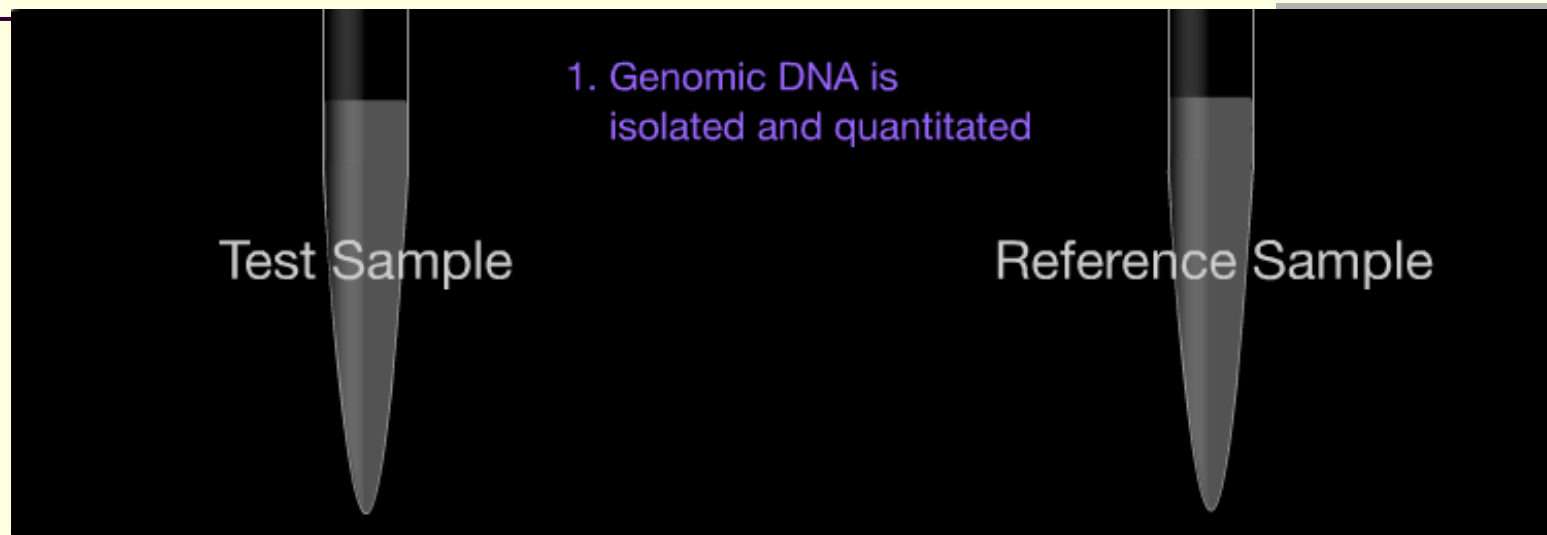 1. Genomic DNA is
isolated and quantitated
Test Sample
Reference Sample